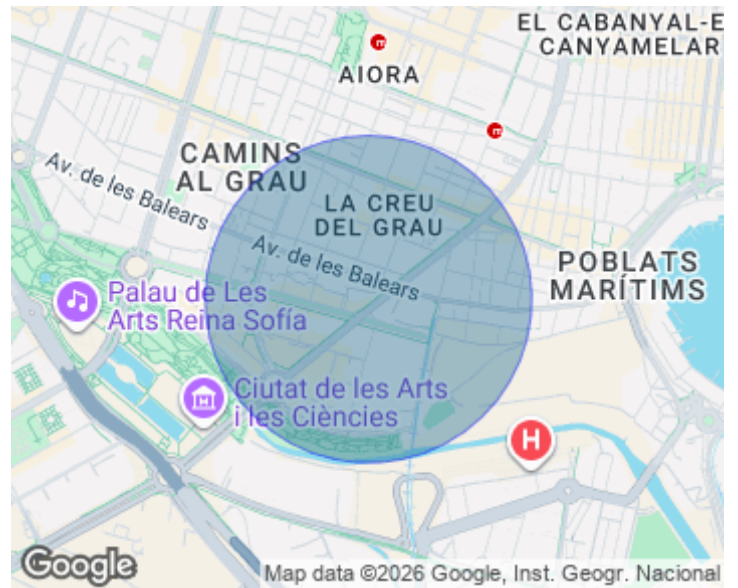 EL CABANYAL-E
CANYAMELAR
AIORA
CAMINS
AL GRAU
Av. de les Balears
LA CREU
DEL GRAU
Av. de les Balears
POBLATS
MARÍTIMS
Palau de Les
Arts Reina Sofía
Ciutat de les Arts
i les Ciències
H
Google
Map data ©2026 Google, Inst. Geogr. Nacional